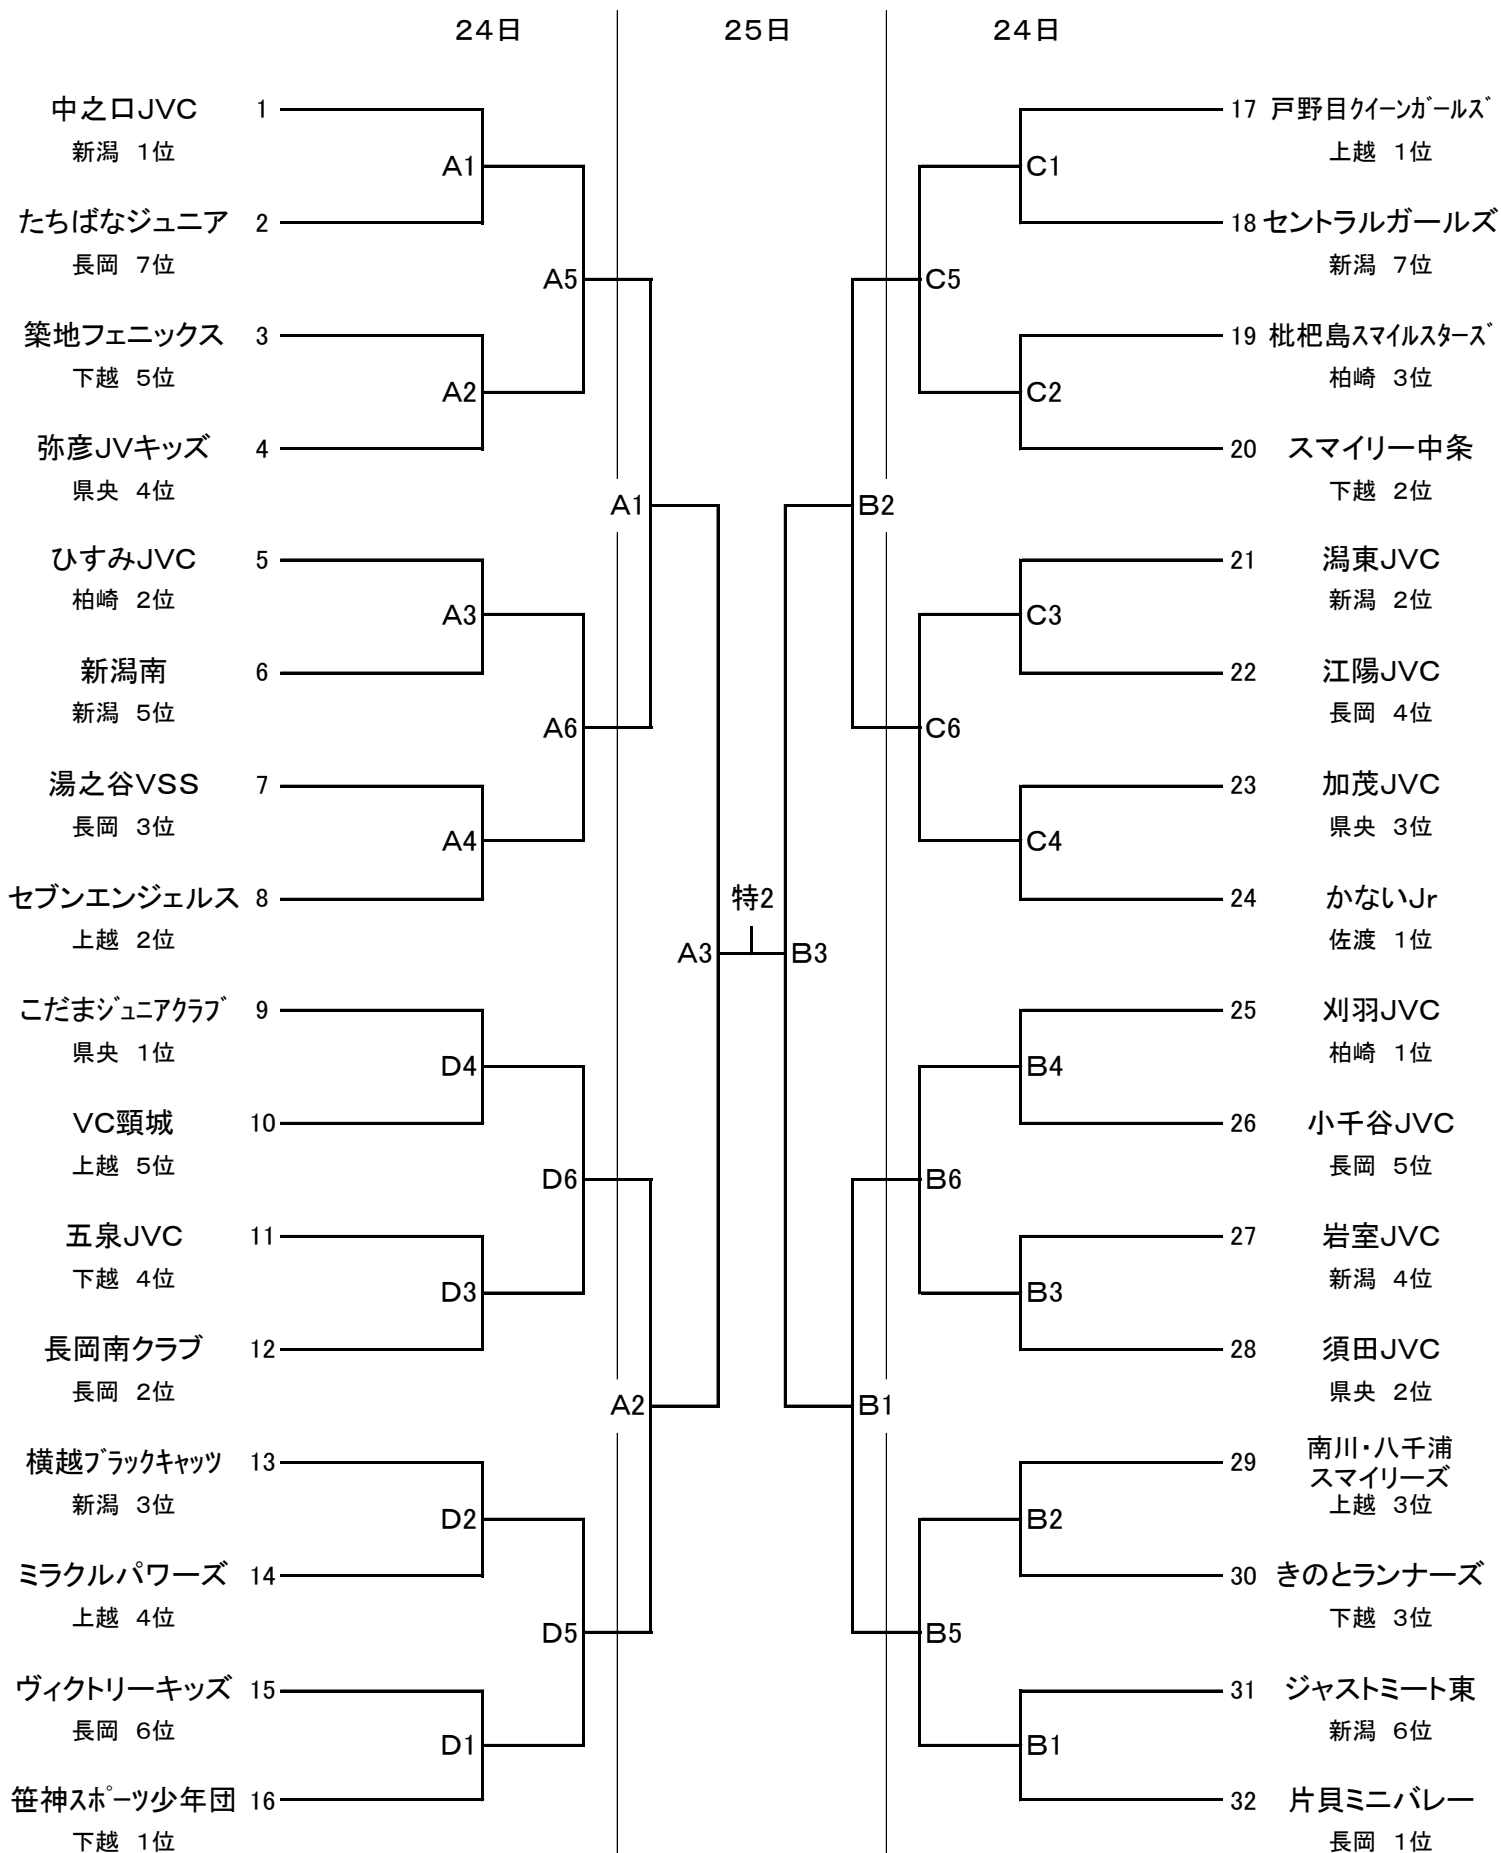 24日 25日 24日
中之口JVC 1
新潟 1位
A1
たちばなジュニア 2
長岡 7位
A5
築地フェニックス 3
下越 5位
A2
弥彦JVキッズ 4
県央 4位
A1
ひすみJVC 5
柏崎 2位
A3
新潟南 6
新潟 5位
A6
湯之谷VSS 7
長岡 3位
A4
セブンエンジェルス 8
上越 2位
特2
A3 B3
こだまジュニアクラブ 9
県央 1位
D4
VC頸城 10
上越 5位
D6
五泉JVC 11
下越 4位
D3
長岡南クラブ 12
長岡 2位
A2
横越ブラックキャッツ 13
新潟 3位
D2
ミラクルパワーズ 14
上越 4位
D5
ヴィクトリーキッズ 15
長岡 6位
D1
笹神スポーツ少年団 16
下越 1位
17 戸野目クイーンガールズ
上越 1位
C1
18 セントラルガールズ
新潟 7位
C5
19 枇杷島スマイルスターズ
柏崎 3位
C2
20 スマイリー中条
下越 2位
B2
21 潟東JVC
新潟 2位
C3
22 江陽JVC
長岡 4位
C6
23 加茂JVC
県央 3位
C4
24 かないJr
佐渡 1位
25 刈羽JVC
柏崎 1位
B4
26 小千谷JVC
長岡 5位
B6
27 岩室JVC
新潟 4位
B3
28 須田JVC
県央 2位
B1
29 南川・八千浦
スマイリーズ
上越 3位
B2
30 きのとランナーズ
下越 3位
B5
31 ジャストミート東
新潟 6位
B1
32 片貝ミニバレー
長岡 1位